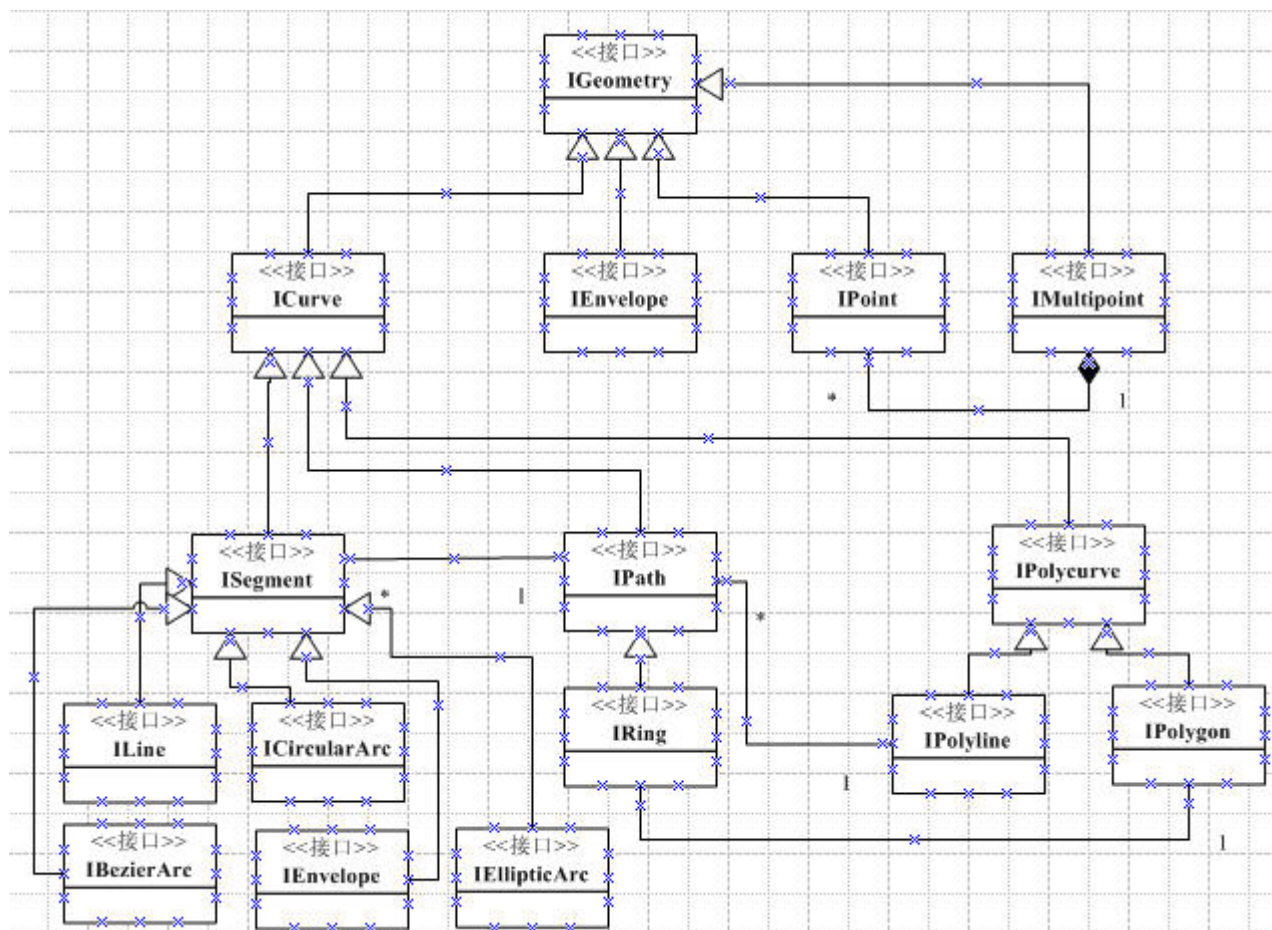 <<接口>>
IGeometry
<<接口>>
ICurve
<<接口>>
IEnvelope
<<接口>>
IPoint
<<接口>>
IMultipoint
*
1
<<接口>>
ISegment
*
1
<<接口>>
IPath
*
<<接口>>
IPolycurve
<<接口>>
ILine
<<接口>>
ICircularArc
<<接口>>
IRing
<<接口>>
IPolyline
1
<<接口>>
IPolygon
1
<<接口>>
IBezierArc
<<接口>>
IEnvelope
<<接口>>
IEllipticArc